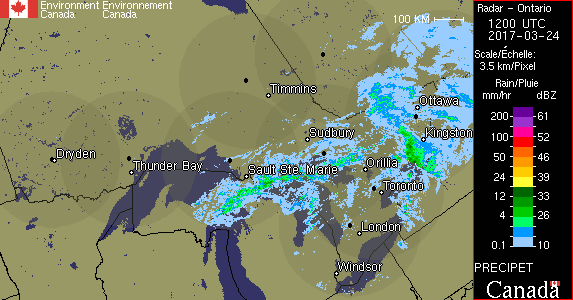 Environment Environnement
Canada Canada
100 KM
Timmins
Ottawa
Sudbury
Kingston
Dryden
Thunder Bay
Sault Ste. Marie
Orillia
Toronto
London
Windsor
Radar - Ontario
1200 UTC
2017-03-24
Scale/Échelle:
3.5 km/Pixel
Rain/Pluie
mm/hr dBZ
200 61
100 52
50 46
24 39
12 33
4 26
0.1 10
PRECIPET
Canada